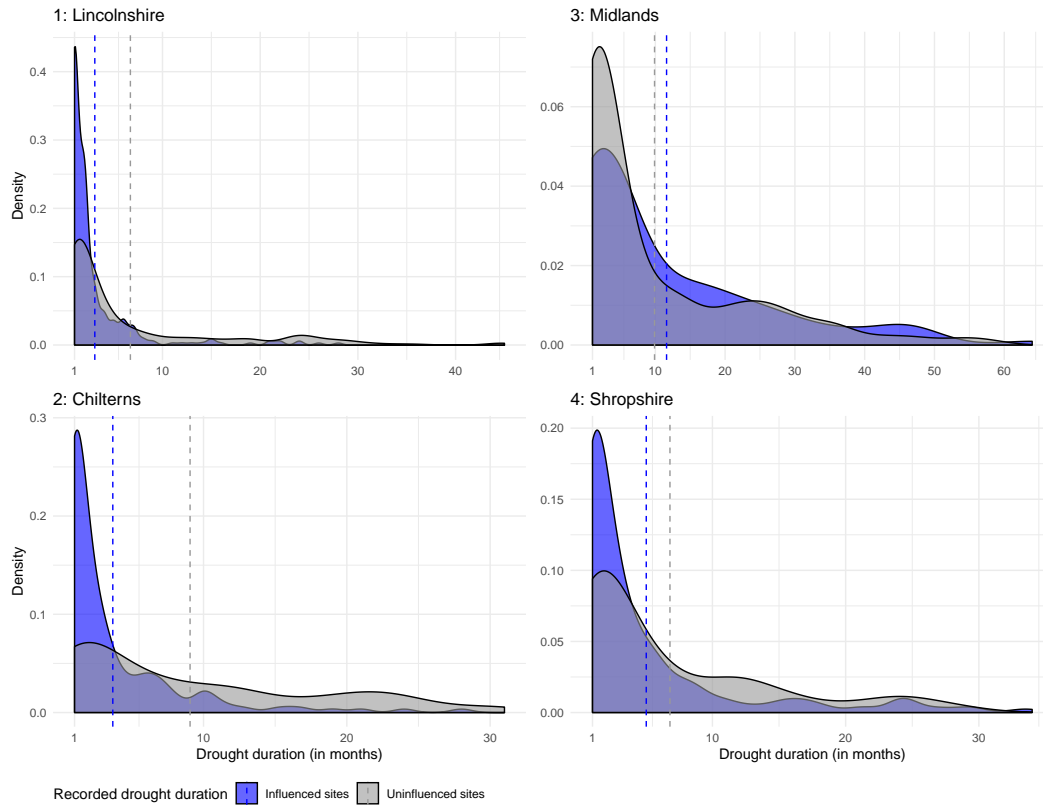 1: Lincolnshire
Density
0.4
0.3
0.2
0.1
0.0
1 10 20 30 40
3: Midlands
0.06
0.04
0.02
0.00
1 10 20 30 40 50 60
2: Chilterns
Density
0.3
0.2
0.1
0.0
1 10 20 30
Drought duration (in months)
4: Shropshire
0.20
0.15
0.10
0.05
0.00
1 10 20 30
Drought duration (in months)
Recorded drought duration Influenced sites Uninfluenced sites